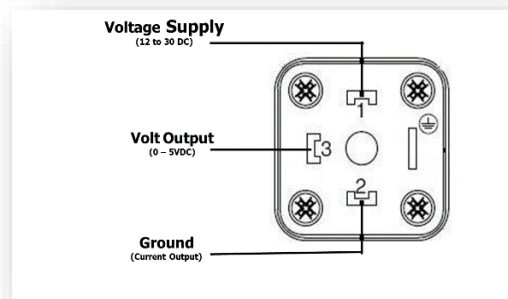 Voltage Supply
(12 to 30 DC)
1
Volt Output
(0 – 5VDC)
3
2
Ground
(Current Output)